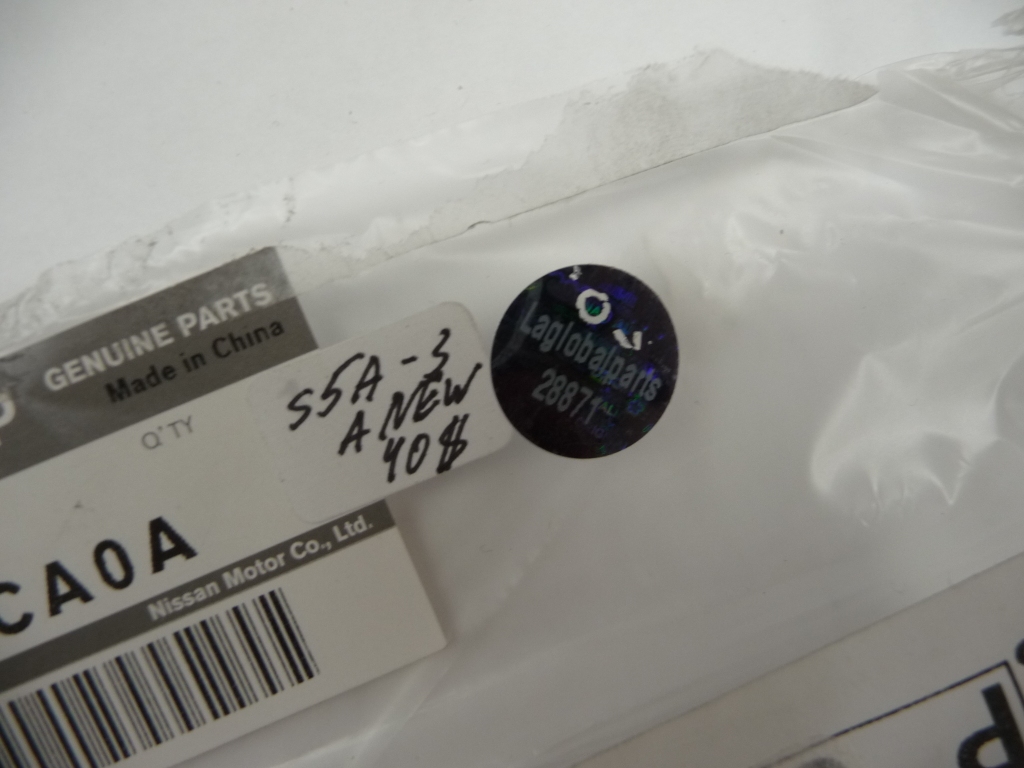 GENUINE PARTS
Made in China
Q'TY
CA0A
Nissan Motor Co., Ltd.
S5A-3
A NEW
40$
Laglobalparts
28871